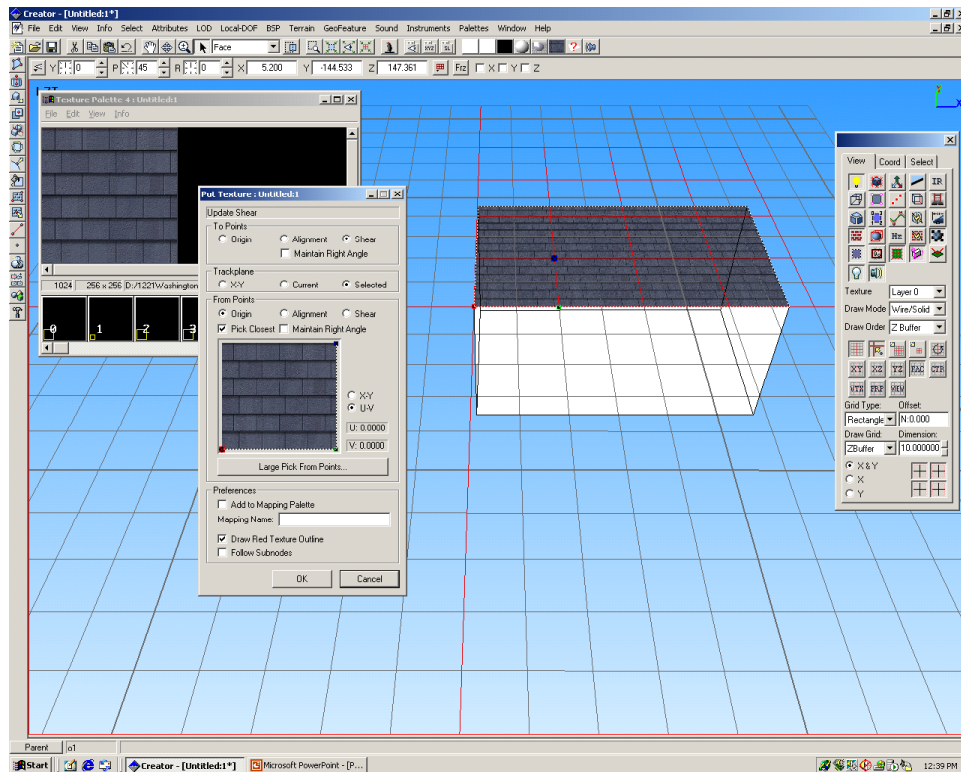 Creator - [Untitled:1*]
File Edit View Info Select Attributes LOD Local-DOF BSP Terrain GeoFeature Sound Instruments Palettes Window Help
Face
Y 0 P 45 R 0 X 5.200 Y -144.533 Z 147.361 Frz X Y Z
Texture Palette 4 : Untitled:1
File Edit View Info
1024 256 x 256 D:/1221Washington
0 1 2 3
Put Texture : Untitled:1
Update Shear
To Points
Origin Alignment Shear
Maintain Right Angle
Trackplane
X-Y Current Selected
From Points
Origin Alignment Shear
Pick Closest Maintain Right Angle
X-Y
U-V
U: 0.0000
V: 0.0000
Large Pick From Points...
Preferences
Add to Mapping Palette
Mapping Name:
Draw Red Texture Outline
Follow Subnodes
OK Cancel
View Coord Select
IR
Hz
Texture Layer 0
Draw Mode Wire/Solid
Draw Order Z Buffer
XY XZ YZ FAC CTR
VTX PRP VIEW
Grid Type: Offset:
Rectangle N:0.000
Draw Grid: Dimension:
ZBuffer 10.000000
X & Y
X
Y
Parent o1
Start Creator - [Untitled:1*] Microsoft PowerPoint - [P... 12:39 PM